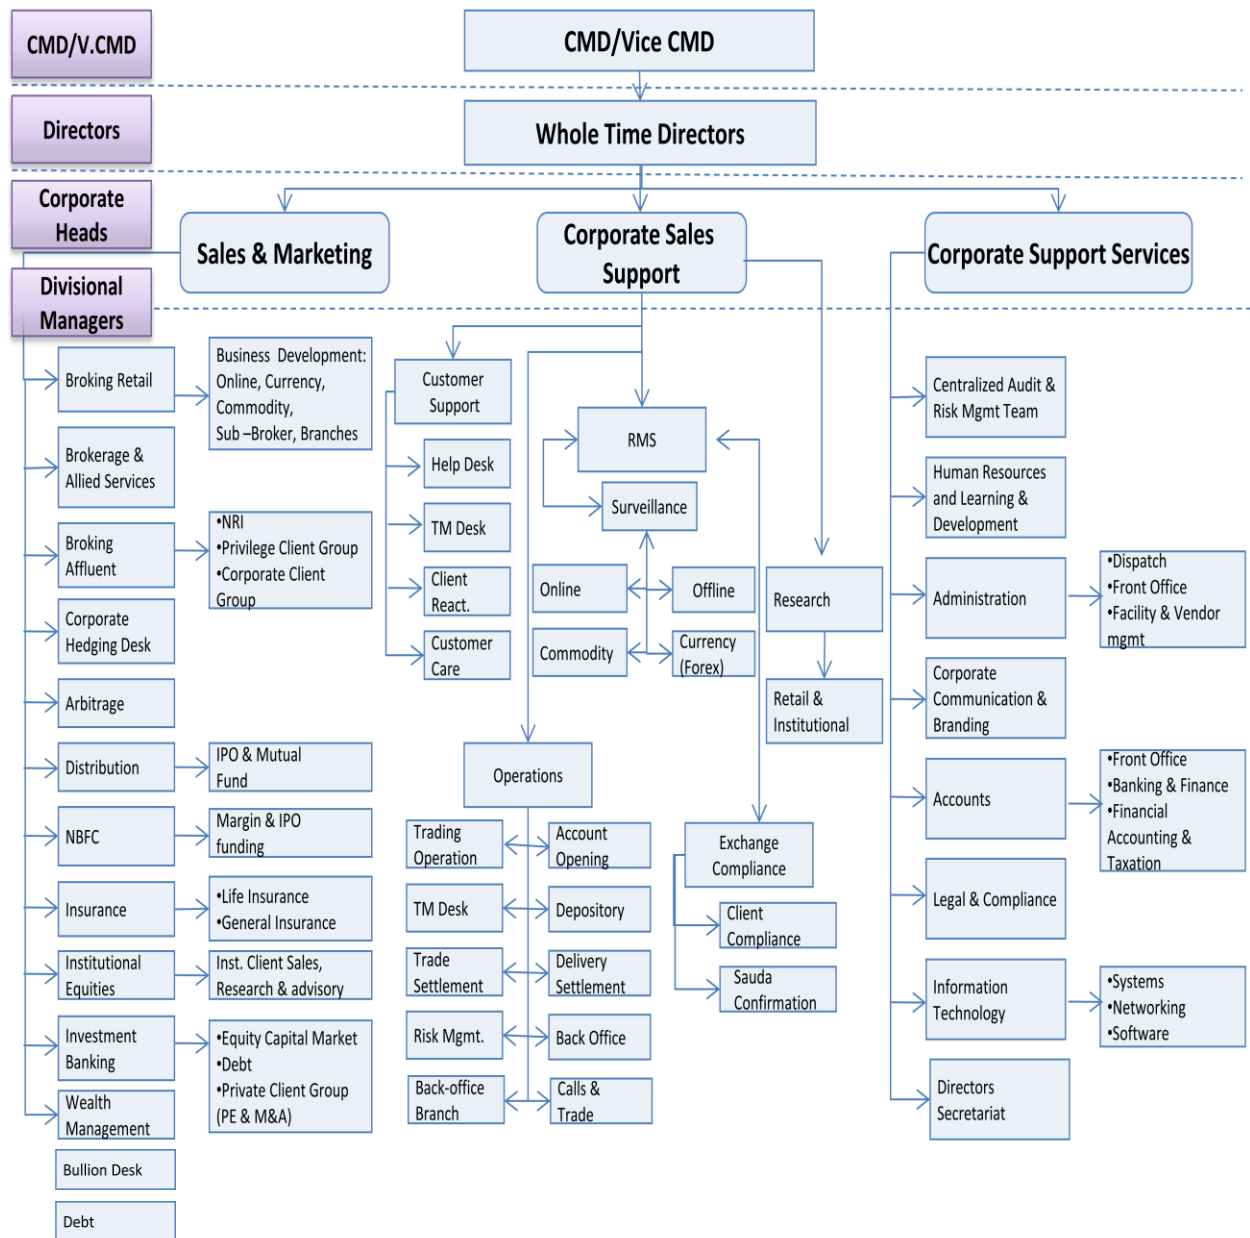 CMD/V.CMD
CMD/Vice CMD
Directors
Whole Time Directors
Corporate
Heads
Sales & Marketing
Corporate Sales
Support
Corporate Support Services
Divisional
Managers
Broking Retail
Business Development:
Online, Currency,
Commodity,
Sub –Broker, Branches
Brokerage &
Allied Services
Broking
Affluent
•NRI
•Privilege Client Group
•Corporate Client
Group
Corporate
Hedging Desk
Arbitrage
Distribution
IPO & Mutual
Fund
NBFC
Margin & IPO
funding
Insurance
•Life Insurance
•General Insurance
Institutional
Equities
Inst. Client Sales,
Research & advisory
Investment
Banking
•Equity Capital Market
•Debt
•Private Client Group
(PE & M&A)
Wealth
Management
Bullion Desk
Debt
Customer
Support
Help Desk
TM Desk
Client
React.
Customer
Care
RMS
Surveillance
Online
Offline
Commodity
Currency
(Forex)
Research
Retail &
Institutional
Operations
Trading
Operation
Account
Opening
TM Desk
Depository
Trade
Settlement
Delivery
Settlement
Risk Mgmt.
Back Office
Back-office
Branch
Calls &
Trade
Exchange
Compliance
Client
Compliance
Sauda
Confirmation
Centralized Audit &
Risk Mgmt Team
Human Resources
and Learning &
Development
Administration
•Dispatch
•Front Office
•Facility & Vendor
mgmt
Corporate
Communication &
Branding
Accounts
•Front Office
•Banking & Finance
•Financial
Accounting &
Taxation
Legal & Compliance
Information
Technology
•Systems
•Networking
•Software
Directors
Secretariat